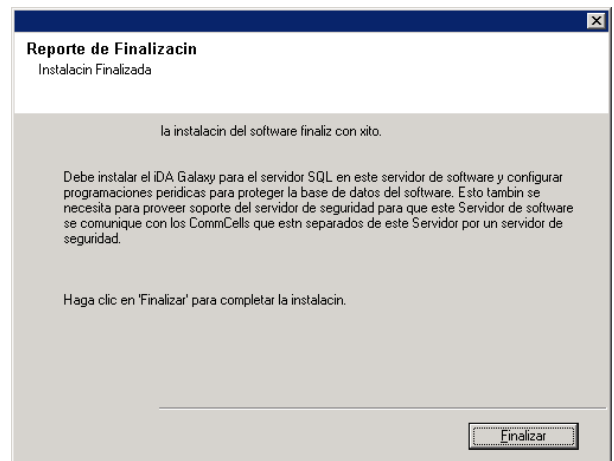 Reporte de Finalizacin
Instalacin Finalizada
la instalacin del software finaliz con xito.
Debe instalar el iDA Galaxy para el servidor SQL en este servidor de software y configurar
programaciones peridicas para proteger la base de datos del software. Esto tambin se
necesita para proveer soporte del servidor de seguridad para que este Servidor de software
se comunique con los CommCells que estn separados de este Servidor por un servidor de
seguridad.
Haga clic en 'Finalizar' para completar la instalacin.
Finalizar